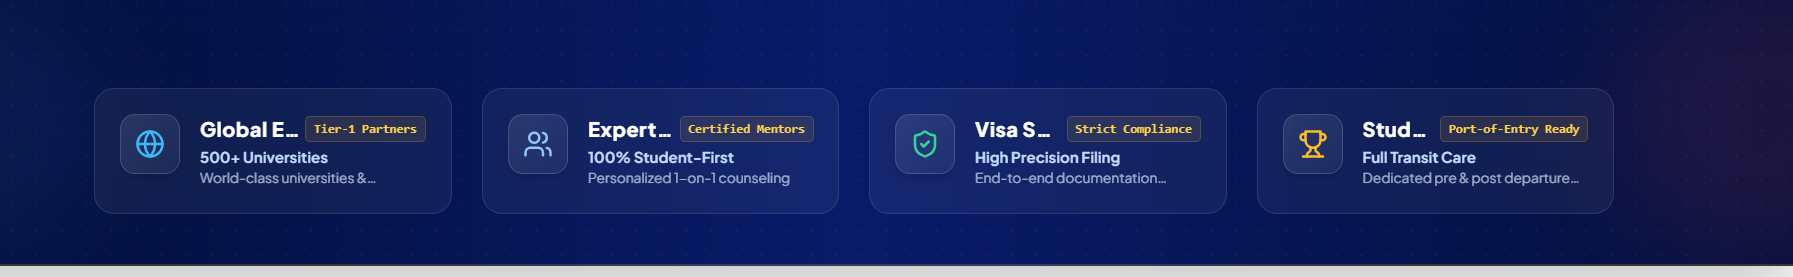 Global E... Tier-1 Partners
500+ Universities
World-class universities &...
Expert... Certified Mentors
100% Student-First
Personalized 1-on-1 counseling
Visa S... Strict Compliance
High Precision Filing
End-to-end documentation...
Stud... Port-of-Entry Ready
Full Transit Care
Dedicated pre & post departure...